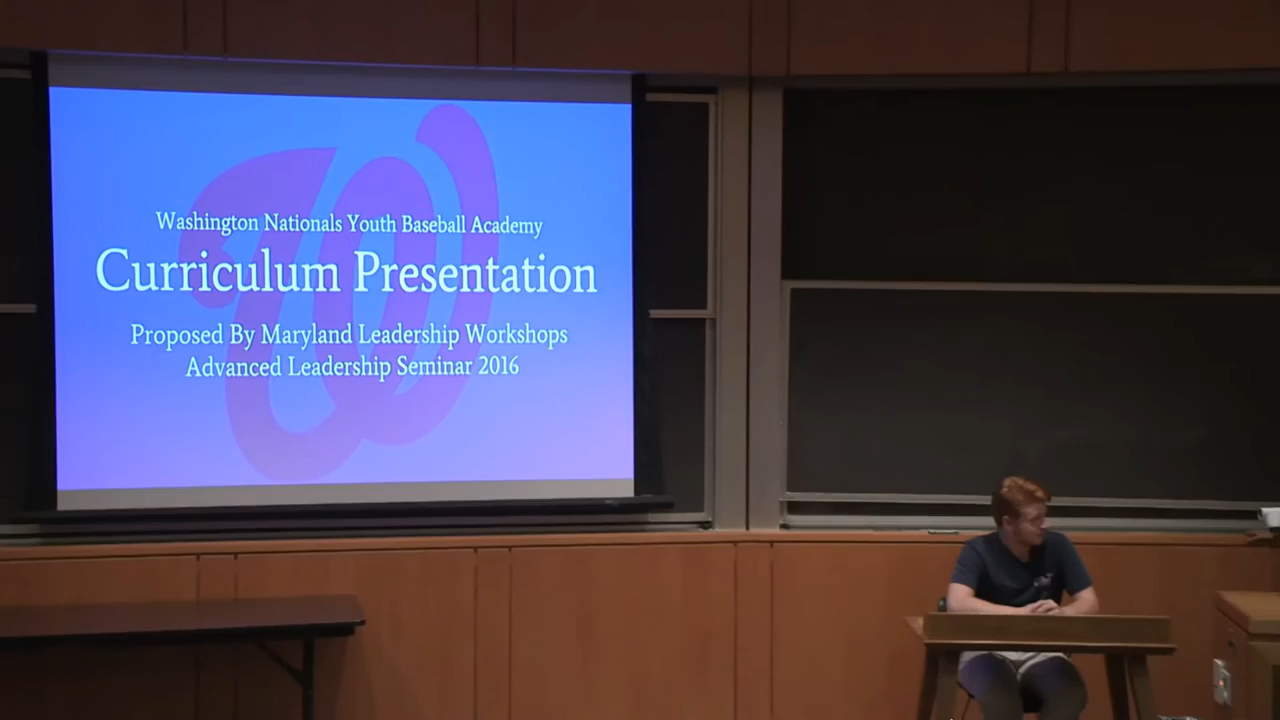 Washington Nationals Youth Baseball Academy
Curriculum Presentation
Proposed By Maryland Leadership Workshops
Advanced Leadership Seminar 2016